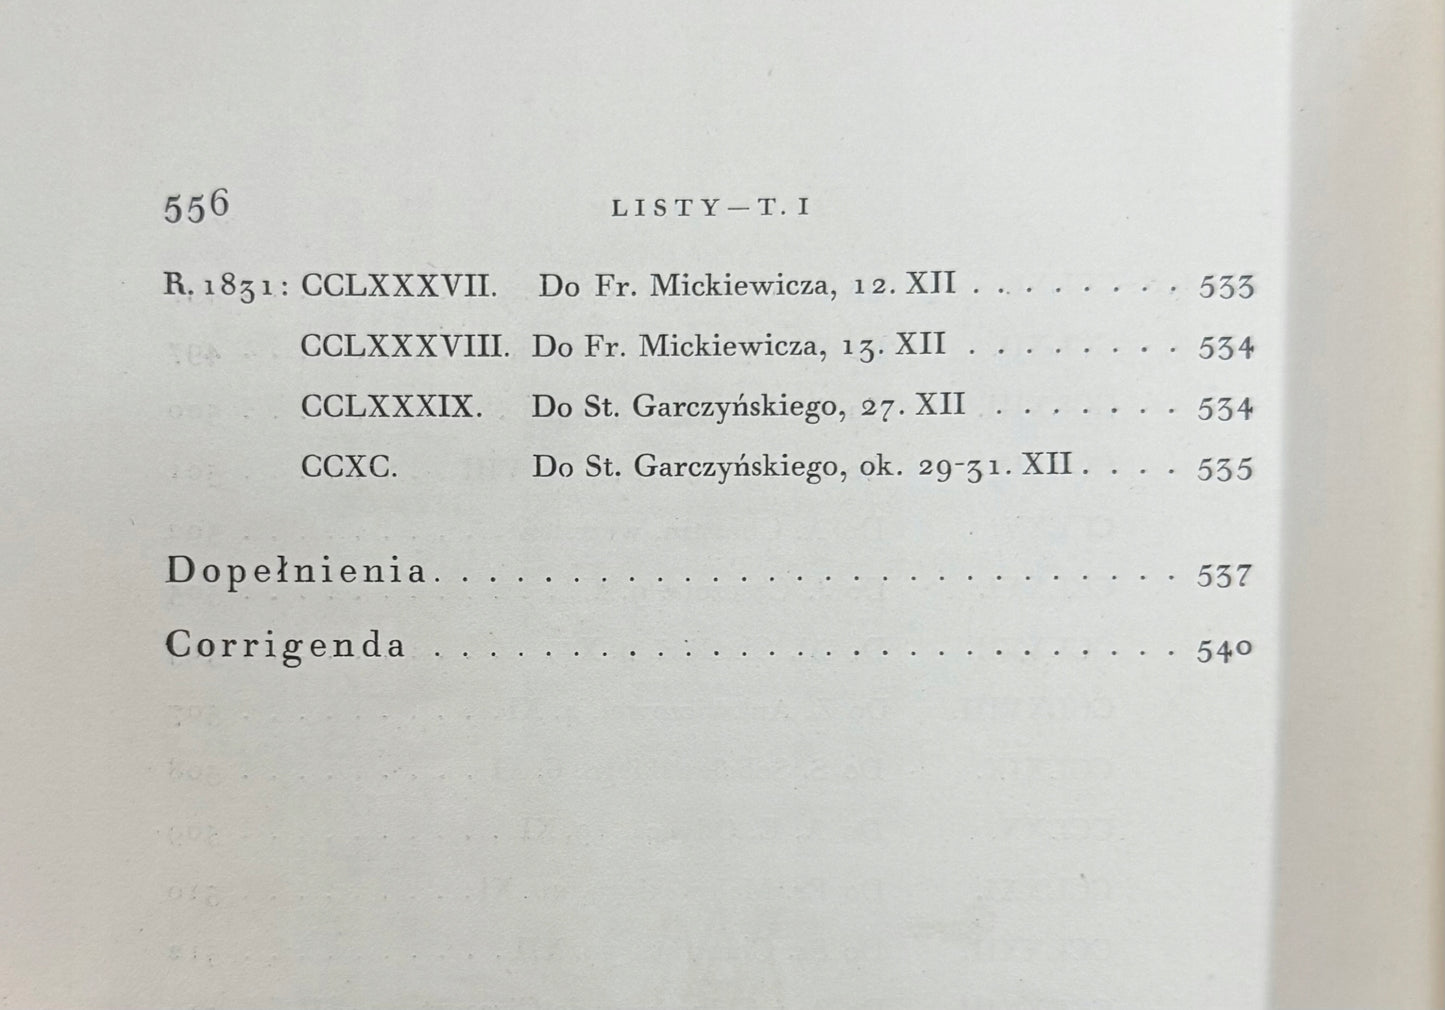 556 LISTY — T. I
R. 1831: CCLXXXVII. Do Fr. Mickiewicza, 12. XII . . . . . . . . 533
CCLXXXVIII. Do Fr. Mickiewicza, 13. XII . . . . . . . . 534
CCLXXXIX. Do St. Garczyńskiego, 27. XII . . . . . . . 534
CCXC. Do St. Garczyńskiego, ok. 29-31. XII . . . . 535
Dopełnienia . . . . . . . . . . . . . . . . . . . . . . . . . . . 537
Corrigenda . . . . . . . . . . . . . . . . . . . . . . . . . . . 540